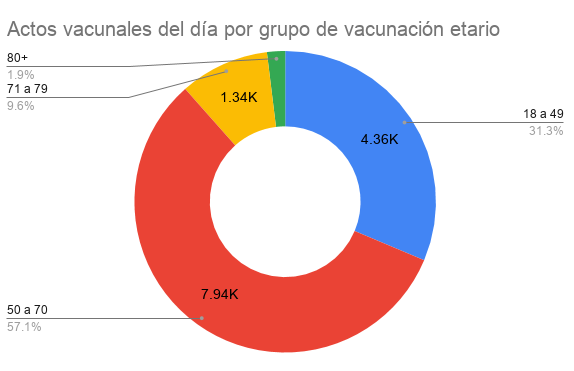 Actos vacunales del día por grupo de vacunación etario
80+
1.9%
71 a 79
9.6%
1.34K
18 a 49
31.3%
4.36K
7.94K
50 a 70
57.1%